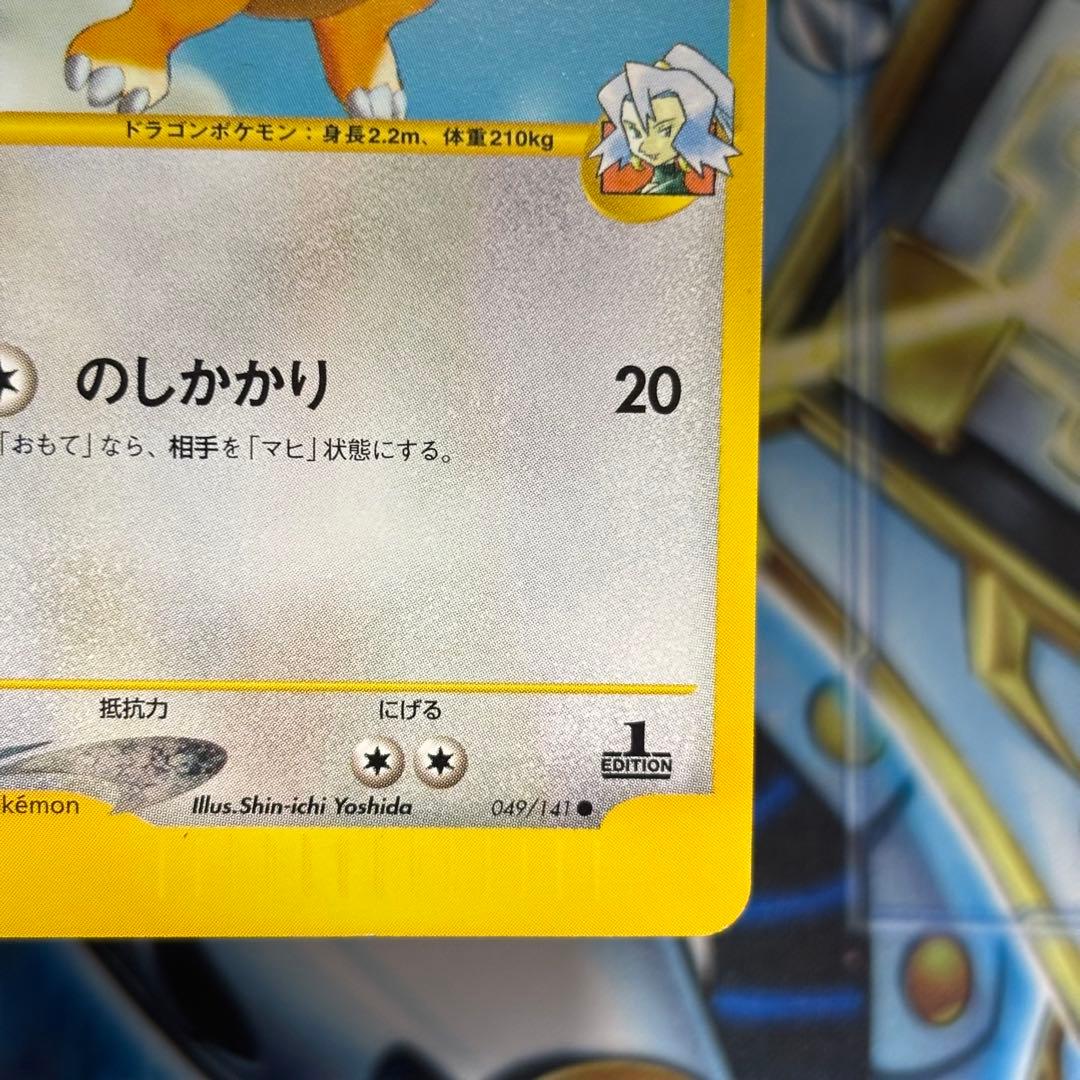 ドラゴンポケモン：身長2.2m、体重210kg
のしかかり 20
「おもて」なら、相手を「マヒ」状態にする。
抵抗力 にげる
1
EDITION
kémon Illus.Shin-ichi Yoshida 049/141●